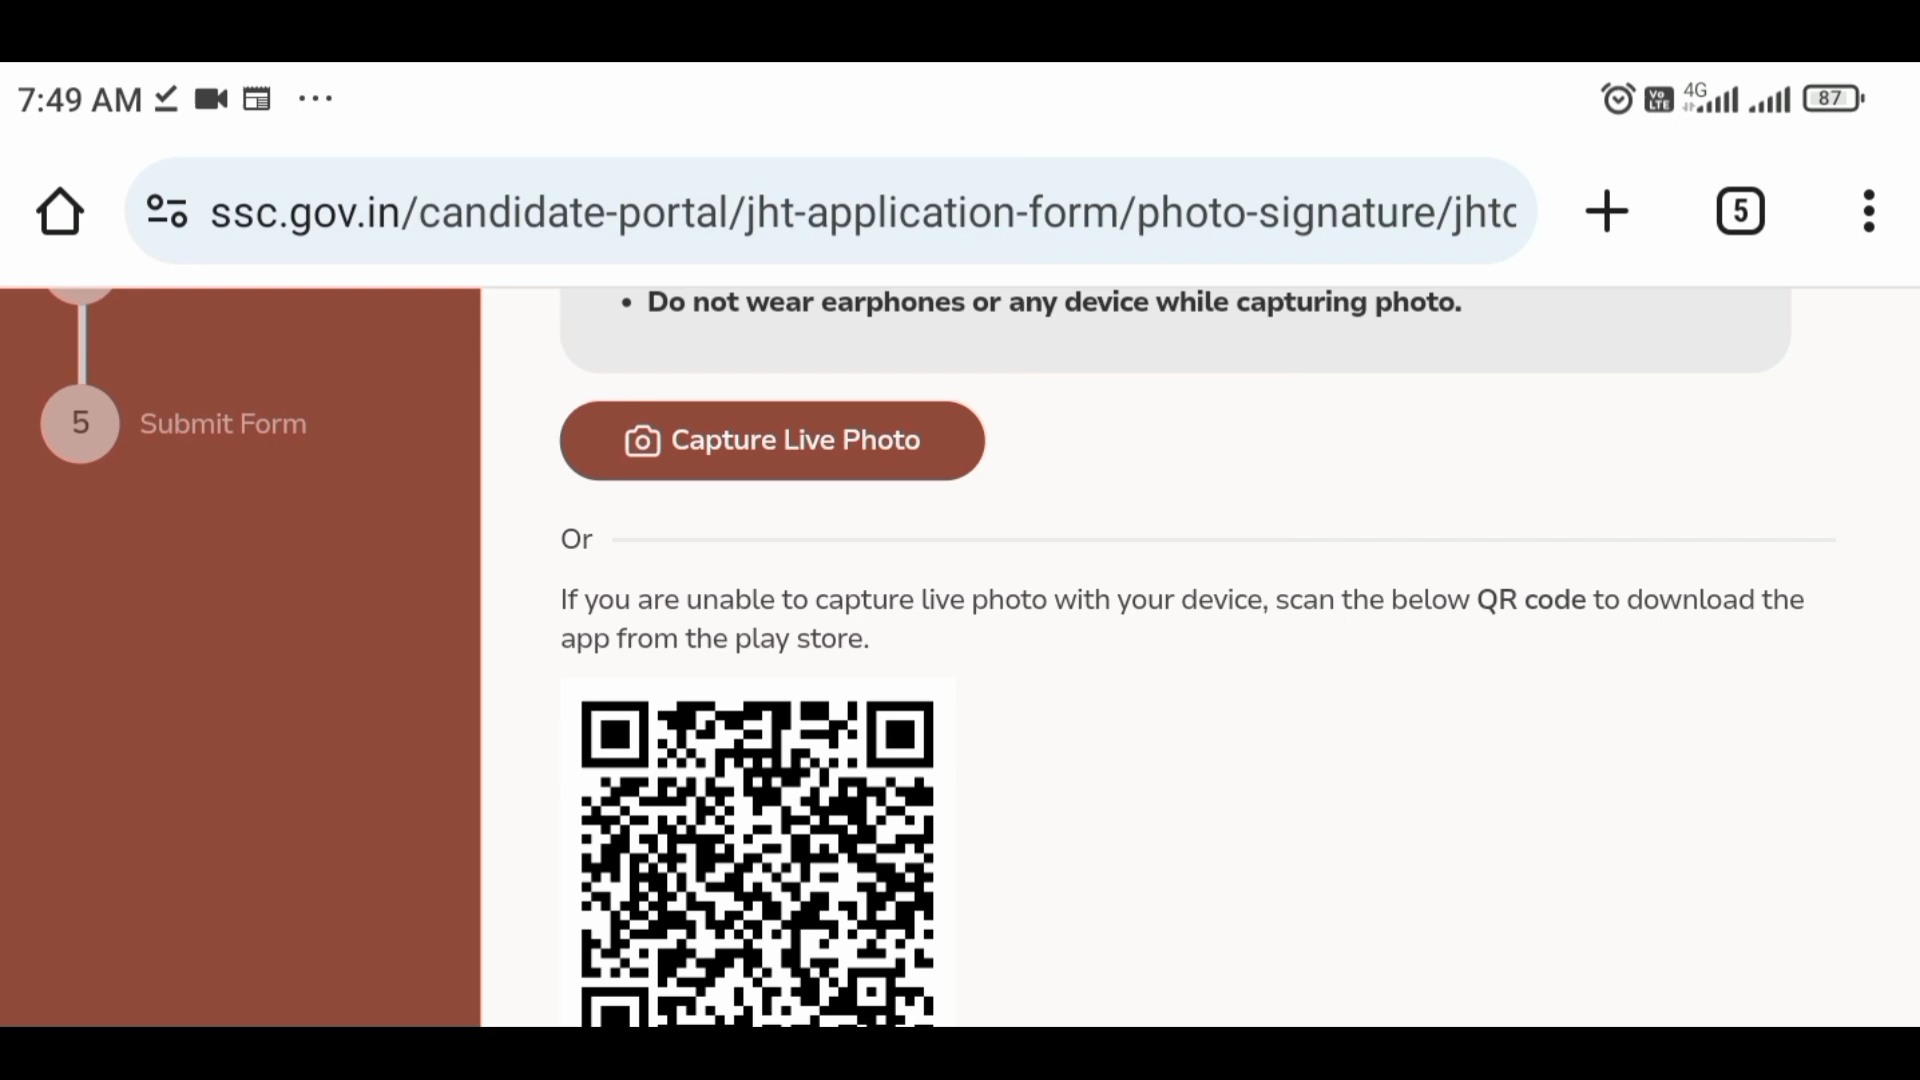 7:49 AM
Vo LTE
4G
87
ssc.gov.in/candidate-portal/jht-application-form/photo-signature/jhtc
5
• Do not wear earphones or any device while capturing photo.
5 Submit Form
Capture Live Photo
Or
If you are unable to capture live photo with your device, scan the below QR code to download the
app from the play store.